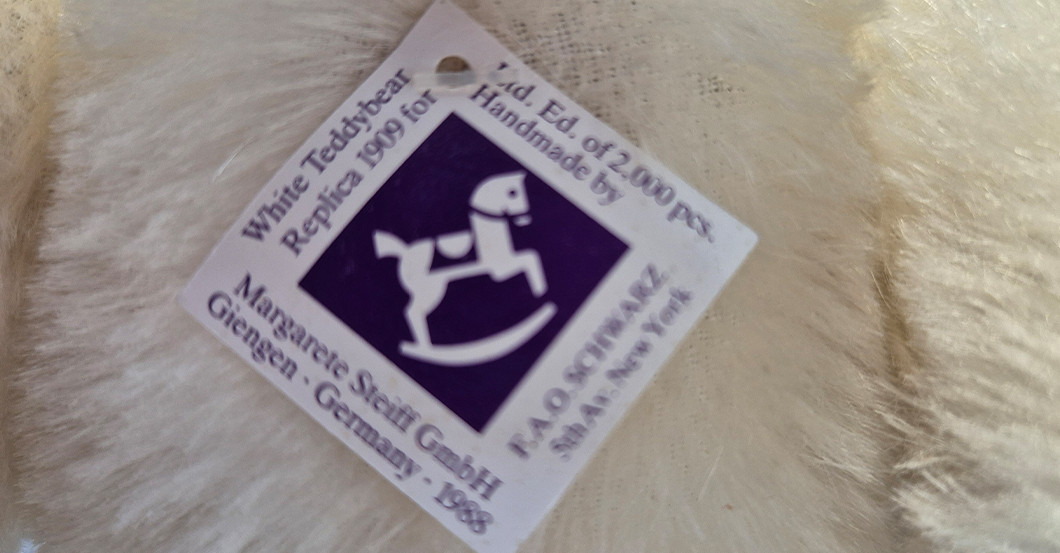 White Teddybear
Replica 1909 for
F.A.O. SCHWARZ
5th Av. New York
Ltd. Ed. of 2.000 pcs.
Handmade by
Margarete Steiff GmbH
Giengen · Germany · 1988